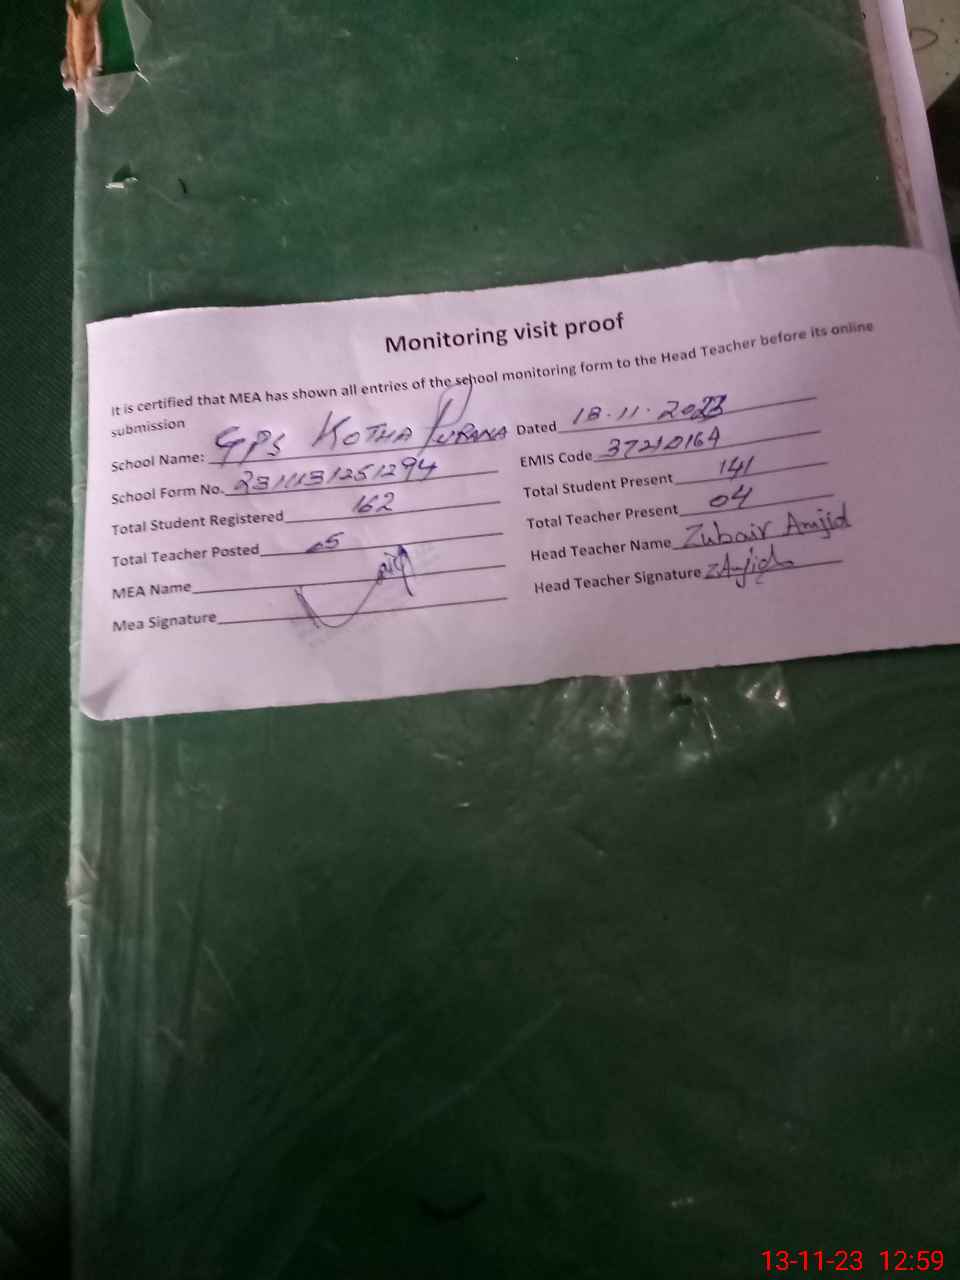 Monitoring visit proof
It is certified that MEA has shown all entries of the school monitoring form to the Head Teacher before its online
submission
School Name: GPS KOTHA PURANA Dated 13.11.2023
School Form No. 2311131251294 EMIS Code 37210164
Total Student Registered 162 Total Student Present 141
Total Teacher Posted 05 Total Teacher Present 04
MEA Name Head Teacher Name Zubair Amjid
Mea Signature Head Teacher Signature ZAmjid
13-11-23 12:59